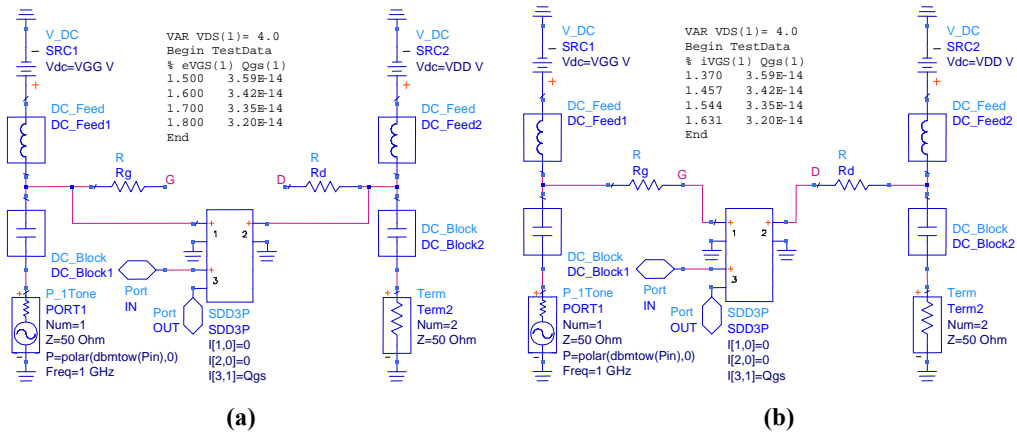 V_DC
SRC1
Vdc=VGG V
VAR VDS(1)= 4.0
Begin TestData
% eVGS(1) Qgs(1)
1.500 3.59E-14
1.600 3.42E-14
1.700 3.35E-14
1.800 3.20E-14
End
V_DC
SRC2
Vdc=VDD V
DC_Feed
DC_Feed1
DC_Feed
DC_Feed2
R
Rg
G
D
R
Rd
DC_Block
DC_Block1
DC_Block
DC_Block2
1
2
3
Port
IN
Port
OUT
P_1Tone
PORT1
Num=1
Z=50 Ohm
P=polar(dbmtow(Pin),0)
Freq=1 GHz
SDD3P
SDD3P
I[1,0]=0
I[2,0]=0
I[3,1]=Qgs
Term
Term2
Num=2
Z=50 Ohm
(a)
V_DC
SRC1
Vdc=VGG V
VAR VDS(1)= 4.0
Begin TestData
% iVGS(1) Qgs(1)
1.370 3.59E-14
1.457 3.42E-14
1.544 3.35E-14
1.631 3.20E-14
End
V_DC
SRC2
Vdc=VDD V
DC_Feed
DC_Feed1
DC_Feed
DC_Feed2
R
Rg
G
D
R
Rd
DC_Block
DC_Block1
DC_Block
DC_Block2
1
2
3
Port
IN
Port
OUT
P_1Tone
PORT1
Num=1
Z=50 Ohm
P=polar(dbmtow(Pin),0)
Freq=1 GHz
SDD3P
SDD3P
I[1,0]=0
I[2,0]=0
I[3,1]=Qgs
Term
Term2
Num=2
Z=50 Ohm
(b)